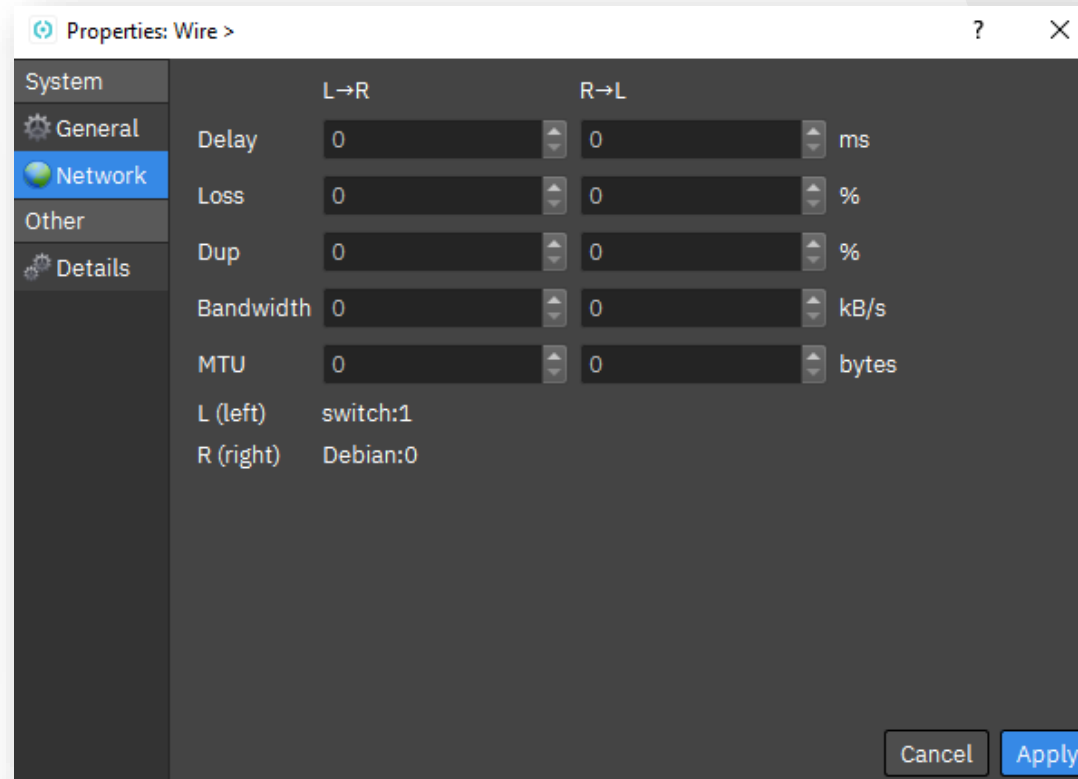 Properties: Wire >
?
System
General
Network
Other
Details
L→R R→L
Delay 0 0 ms
Loss 0 0 %
Dup 0 0 %
Bandwidth 0 0 kB/s
MTU 0 0 bytes
L (left) switch:1
R (right) Debian:0
Cancel Apply